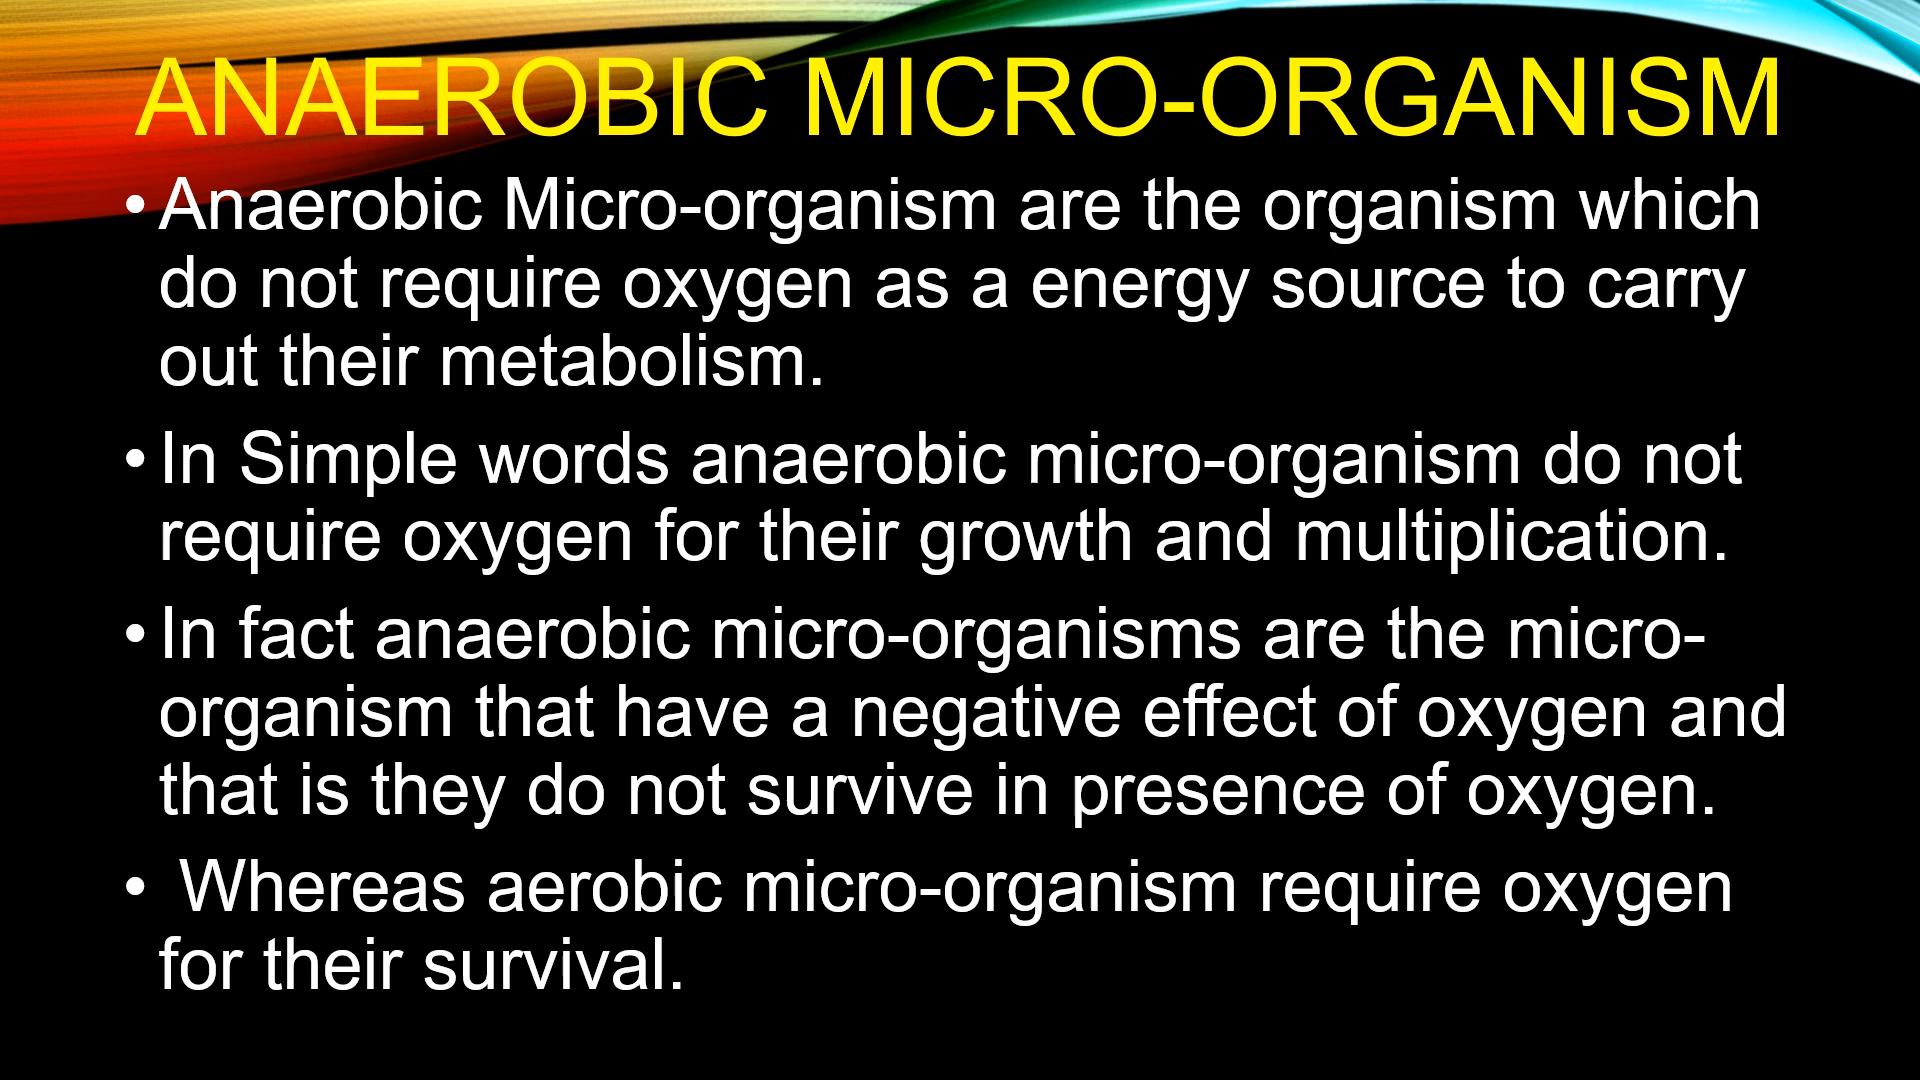 ANAEROBIC MICRO-ORGANISM
• Anaerobic Micro-organism are the organism which
do not require oxygen as a energy source to carry
out their metabolism.
• In Simple words anaerobic micro-organism do not
require oxygen for their growth and multiplication.
• In fact anaerobic micro-organisms are the micro-
organism that have a negative effect of oxygen and
that is they do not survive in presence of oxygen.
• Whereas aerobic micro-organism require oxygen
for their survival.